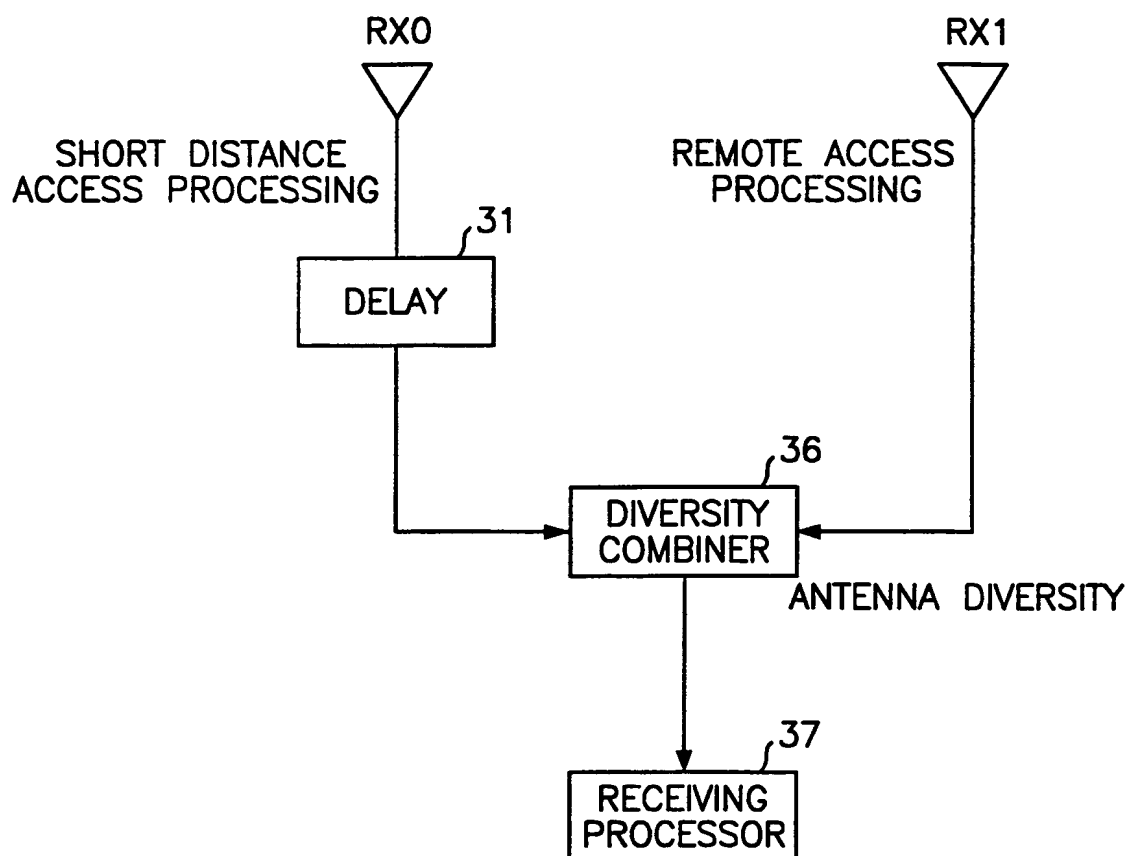 RX0
RX1
SHORT DISTANCE
ACCESS PROCESSING
REMOTE ACCESS
PROCESSING
31
DELAY
36
DIVERSITY
COMBINER
ANTENNA DIVERSITY
37
RECEIVING
PROCESSOR